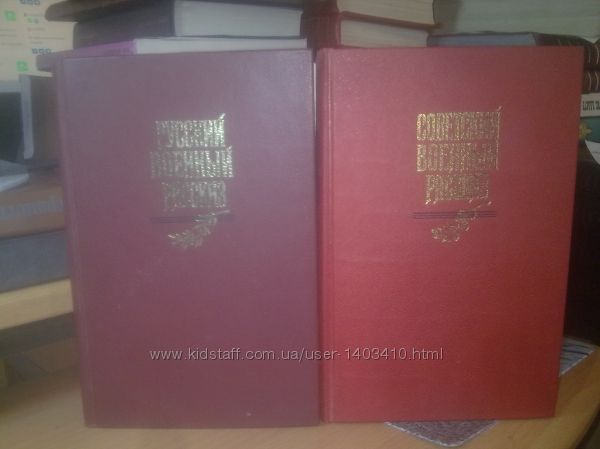 РУССКИЙ
ВОЕННЫЙ
РАССКАЗ
СОВЕТСКИЙ
ВОЕННЫЙ
РАССКАЗ
www.kidstaff.com.ua/user-1403410.html